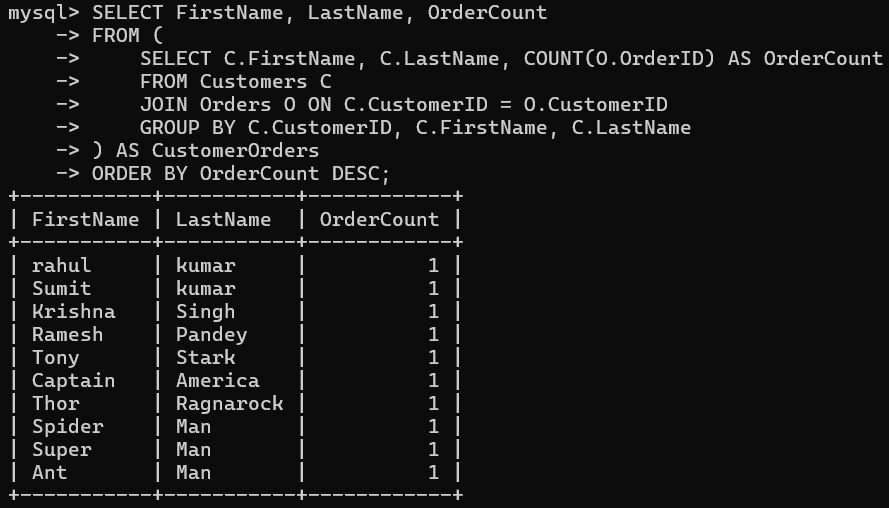 mysql> SELECT FirstName, LastName, OrderCount
    -> FROM (
    ->     SELECT C.FirstName, C.LastName, COUNT(O.OrderID) AS OrderCount
    ->     FROM Customers C
    ->     JOIN Orders O ON C.CustomerID = O.CustomerID
    ->     GROUP BY C.CustomerID, C.FirstName, C.LastName
    -> ) AS CustomerOrders
    -> ORDER BY OrderCount DESC;
+-----------+-----------+------------+
| FirstName | LastName  | OrderCount |
+-----------+-----------+------------+
| rahul     | kumar     |          1 |
| Sumit     | kumar     |          1 |
| Krishna   | Singh     |          1 |
| Ramesh    | Pandey    |          1 |
| Tony      | Stark     |          1 |
| Captain   | America   |          1 |
| Thor      | Ragnarock |          1 |
| Spider    | Man       |          1 |
| Super     | Man       |          1 |
| Ant       | Man       |          1 |
+-----------+-----------+------------+